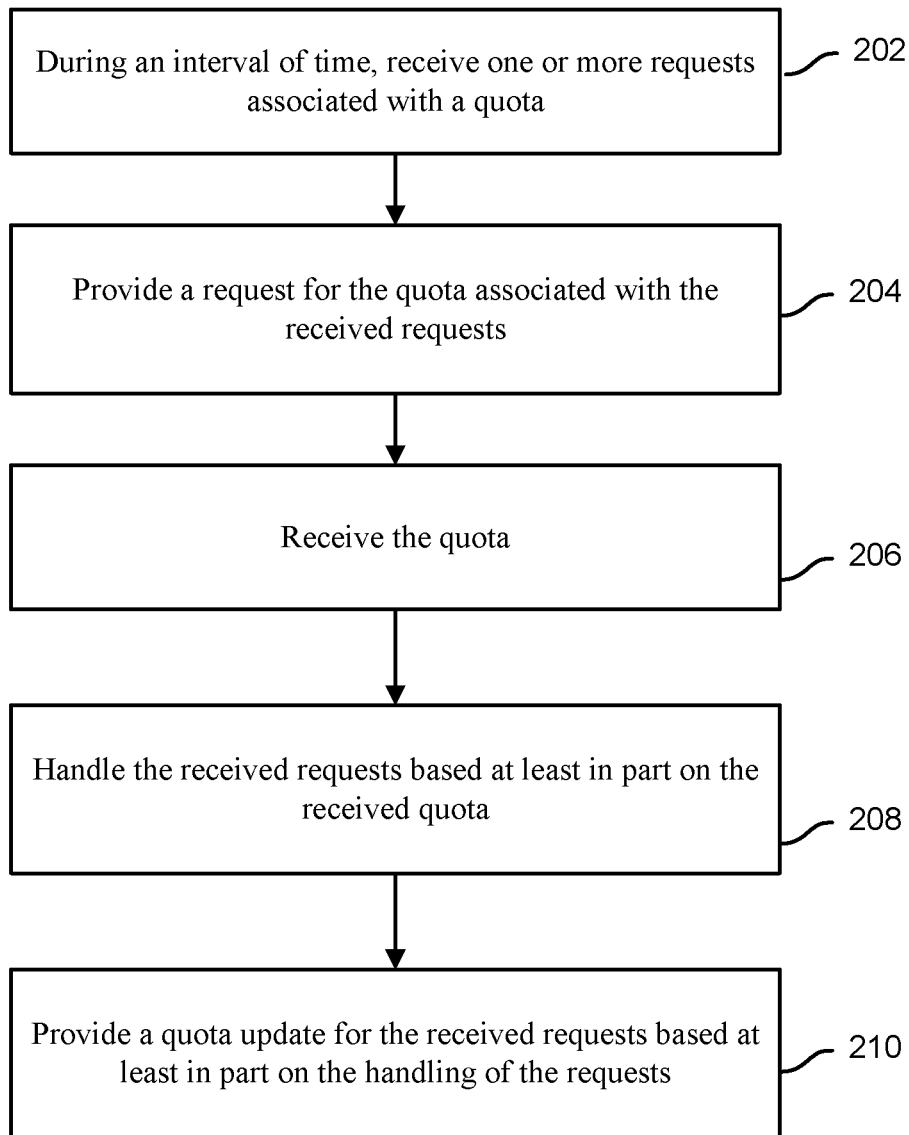 During an interval of time, receive one or more requests
associated with a quota
202
Provide a request for the quota associated with the
received requests
204
Receive the quota
206
Handle the received requests based at least in part on the
received quota
208
Provide a quota update for the received requests based at
least in part on the handling of the requests
210